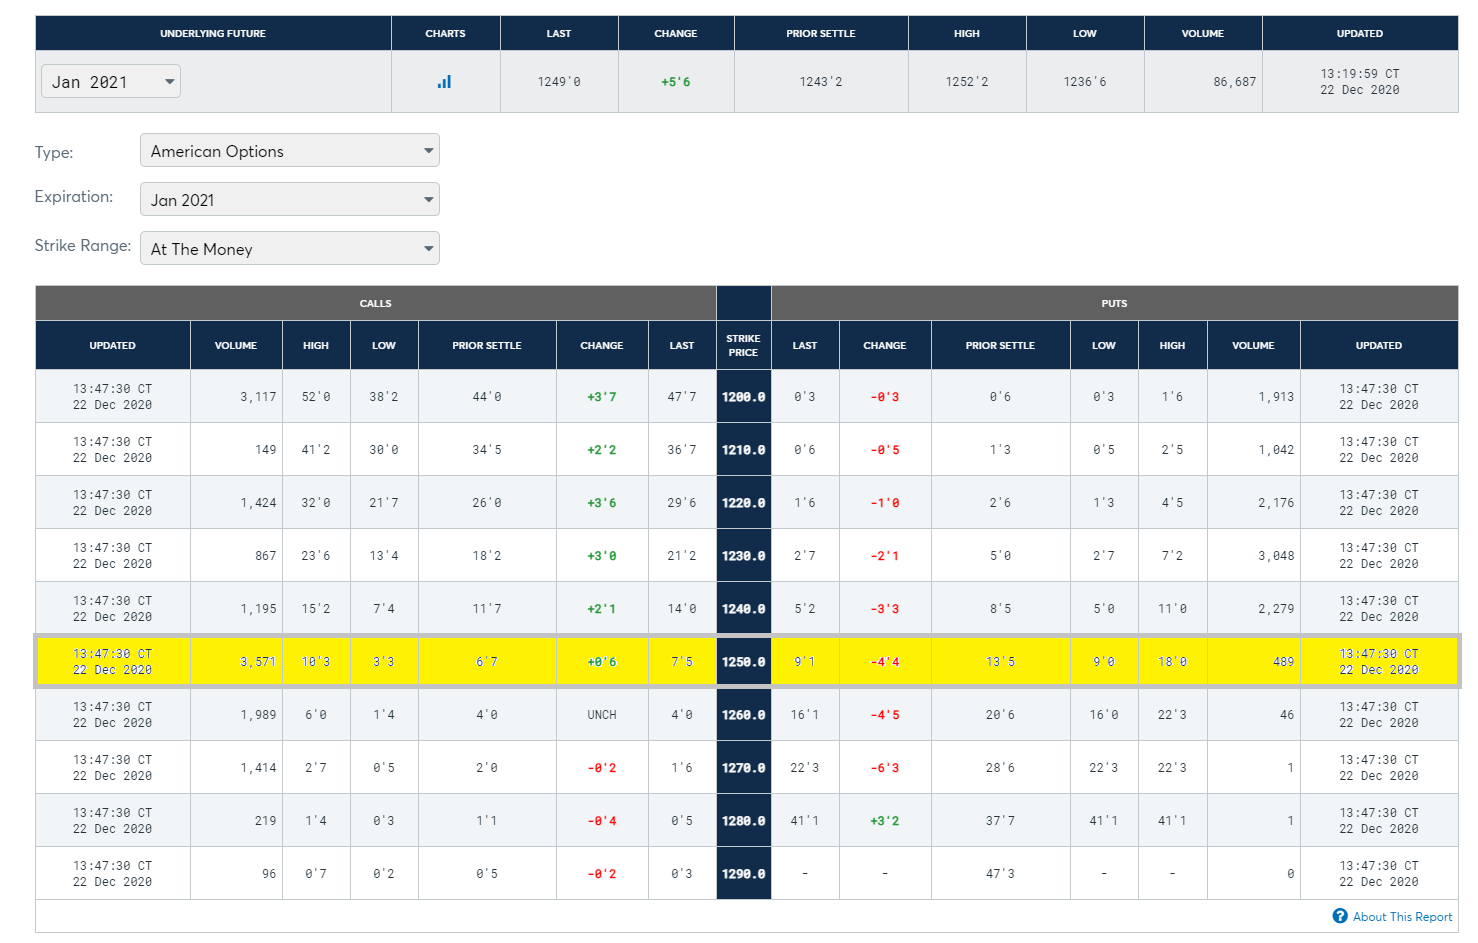 UNDERLYING FUTURE CHARTS LAST CHANGE PRIOR SETTLE HIGH LOW VOLUME UPDATED
Jan 2021 1249'0 +5'6 1243'2 1252'2 1236'6 86,687 13:19:59 CT
22 Dec 2020
Type: American Options
Expiration: Jan 2021
Strike Range: At The Money
CALLS PUTS
UPDATED VOLUME HIGH LOW PRIOR SETTLE CHANGE LAST STRIKE PRICE LAST CHANGE PRIOR SETTLE LOW HIGH VOLUME UPDATED
13:47:30 CT 3,117 52'0 38'2 44'0 +3'7 47'7 1200.0 0'3 -0'3 0'6 0'3 1'6 1,913 13:47:30 CT
22 Dec 2020 22 Dec 2020
13:47:30 CT 149 41'2 30'0 34'5 +2'2 36'7 1210.0 0'6 -0'5 1'3 0'5 2'5 1,042 13:47:30 CT
22 Dec 2020 22 Dec 2020
13:47:30 CT 1,424 32'0 21'7 26'0 +3'6 29'6 1220.0 1'6 -1'0 2'6 1'3 4'5 2,176 13:47:30 CT
22 Dec 2020 22 Dec 2020
13:47:30 CT 867 23'6 13'4 18'2 +3'0 21'2 1230.0 2'7 -2'1 5'0 2'7 7'2 3,048 13:47:30 CT
22 Dec 2020 22 Dec 2020
13:47:30 CT 1,195 15'2 7'4 11'7 +2'1 14'0 1240.0 5'2 -3'3 8'5 5'0 11'0 2,279 13:47:30 CT
22 Dec 2020 22 Dec 2020
13:47:30 CT 3,571 10'3 3'3 6'7 +0'6 7'5 1250.0 9'1 -4'4 13'5 9'0 18'0 489 13:47:30 CT
22 Dec 2020 22 Dec 2020
13:47:30 CT 1,989 6'0 1'4 4'0 UNCH 4'0 1260.0 16'1 -4'5 20'6 16'0 22'3 46 13:47:30 CT
22 Dec 2020 22 Dec 2020
13:47:30 CT 1,414 2'7 0'5 2'0 -0'2 1'6 1270.0 22'3 -6'3 28'6 22'3 22'3 1 13:47:30 CT
22 Dec 2020 22 Dec 2020
13:47:30 CT 219 1'4 0'3 1'1 -0'4 0'5 1280.0 41'1 +3'2 37'7 41'1 41'1 1 13:47:30 CT
22 Dec 2020 22 Dec 2020
13:47:30 CT 96 0'7 0'2 0'5 -0'2 0'3 1290.0 - - 47'3 - - 0 13:47:30 CT
22 Dec 2020 22 Dec 2020
? About This Report